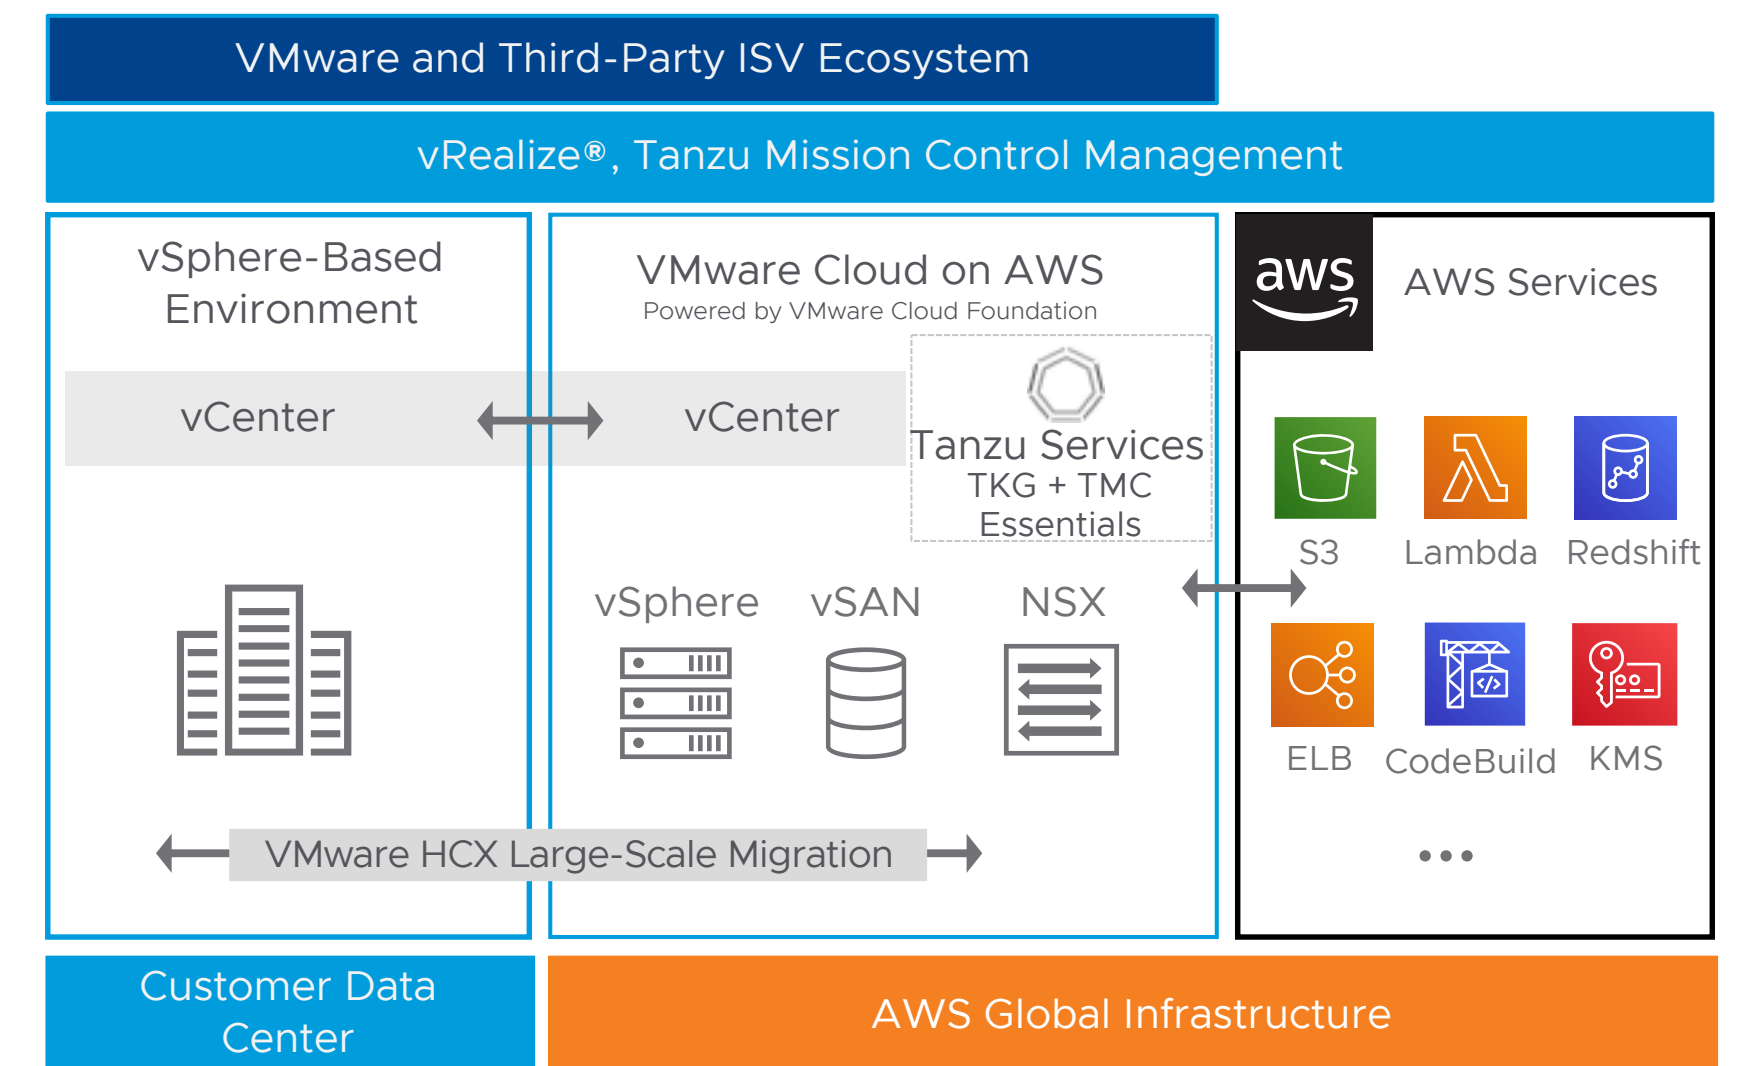 VMware and Third-Party ISV Ecosystem
vRealize®, Tanzu Mission Control Management
vSphere-Based
Environment
VMware Cloud on AWS
Powered by VMware Cloud Foundation
aws
AWS Services
vCenter
vCenter
Tanzu Services
TKG + TMC
Essentials
S3
Lambda
Redshift
vSphere
vSAN
NSX
</>
ELB
CodeBuild
KMS
VMware HCX Large-Scale Migration
...
Customer Data
Center
AWS Global Infrastructure